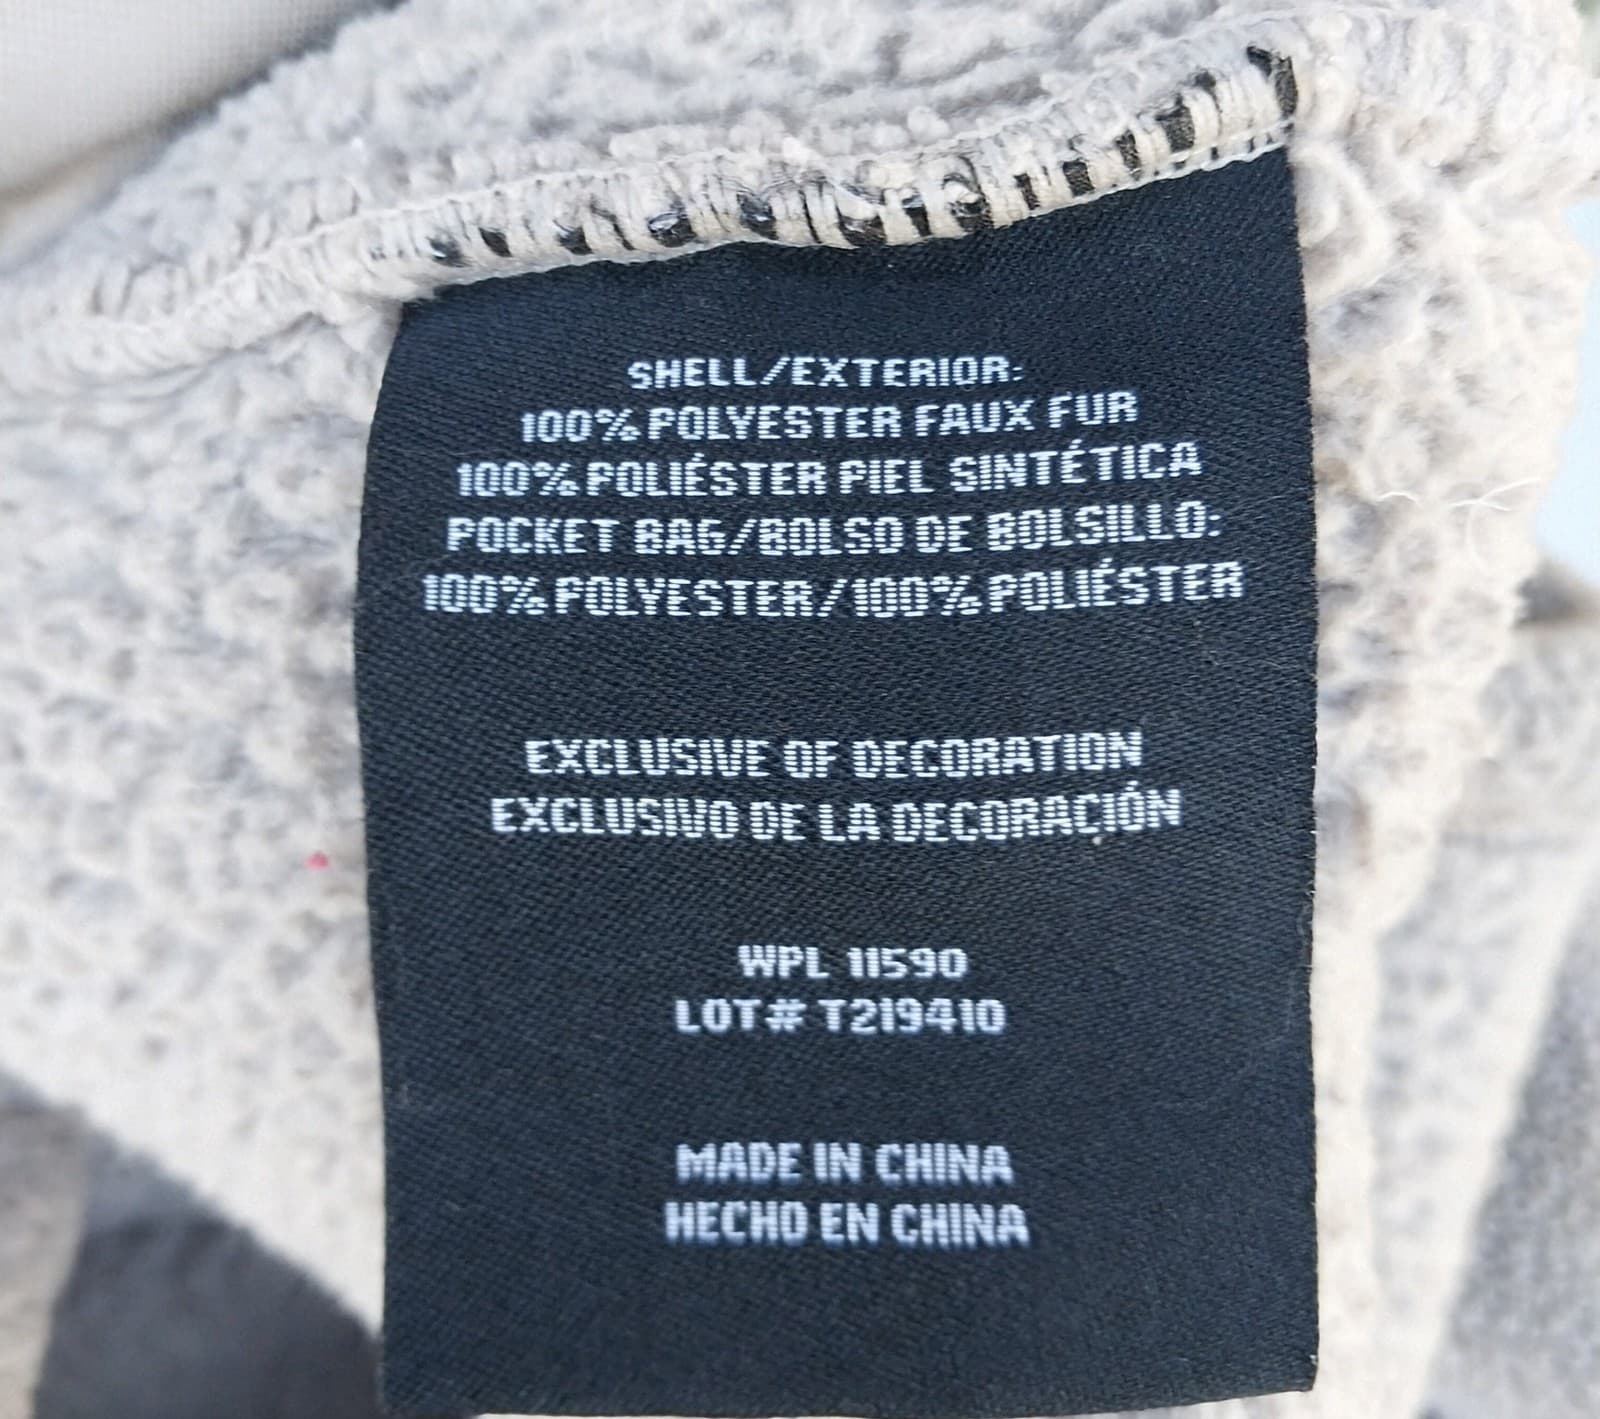 SHELL/EXTERIOR:
100% POLYESTER FAUX FUR
100% POLIÉSTER PIEL SINTÉTICA
POCKET BAG/BOLSO DE BOLSILLO:
100% POLYESTER/100% POLIÉSTER
EXCLUSIVE OF DECORATION
EXCLUSIVO DE LA DECORACIÓN
WPL 11590
LOT# T219410
MADE IN CHINA
HECHO EN CHINA